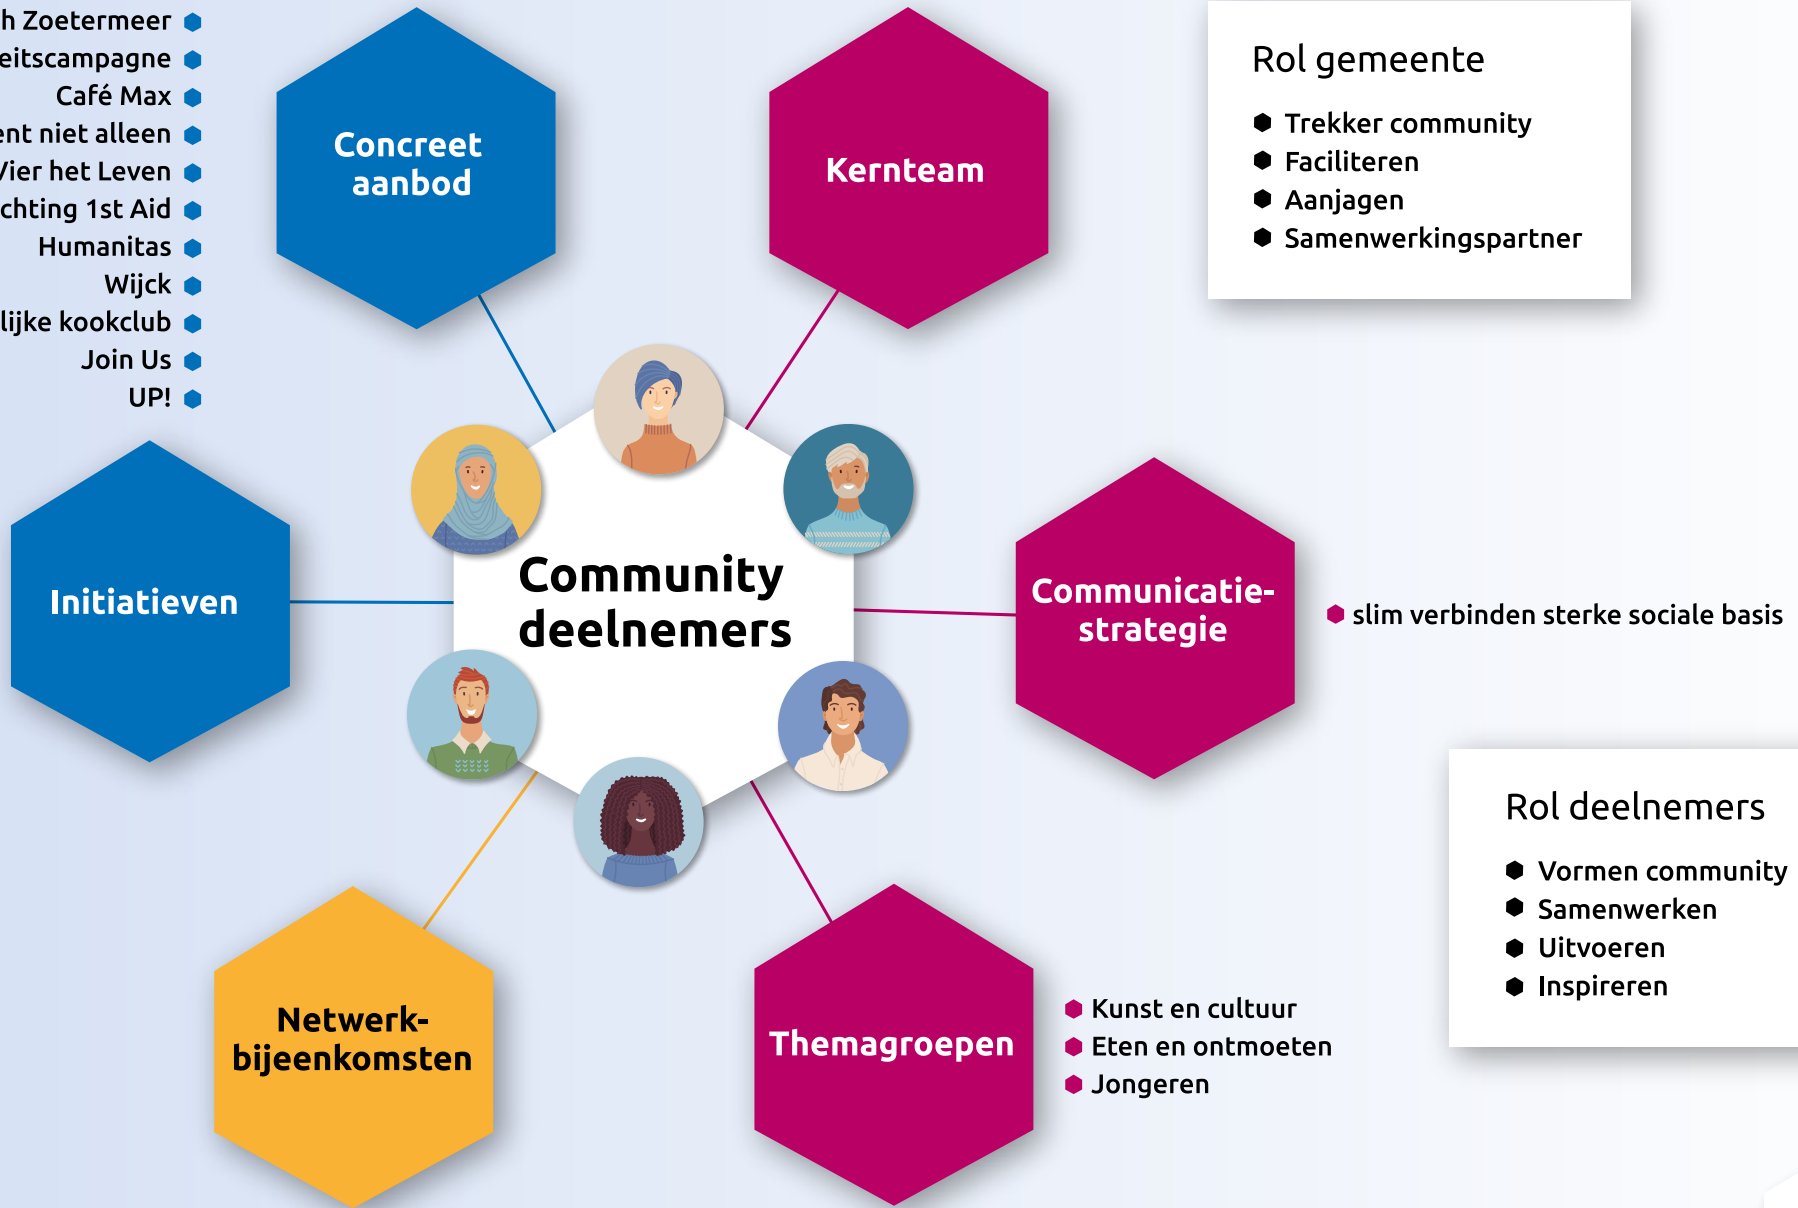 h Zoetermeer
eitscampagne
Café Max
ent niet alleen
Vier het Leven
chting 1st Aid
Humanitas
Wijck
lijke kookclub
Join Us
UP!
Concreet
aanbod
Kernteam
Rol gemeente
Trekker community
Faciliteren
Aanjagen
Samenwerkingspartner
Initiatieven
Community
deelnemers
Communicatie-
strategie
slim verbinden sterke sociale basis
Rol deelnemers
Vormen community
Samenwerken
Uitvoeren
Inspireren
Netwerk-
bijeenkomsten
Themagroepen
Kunst en cultuur
Eten en ontmoeten
Jongeren